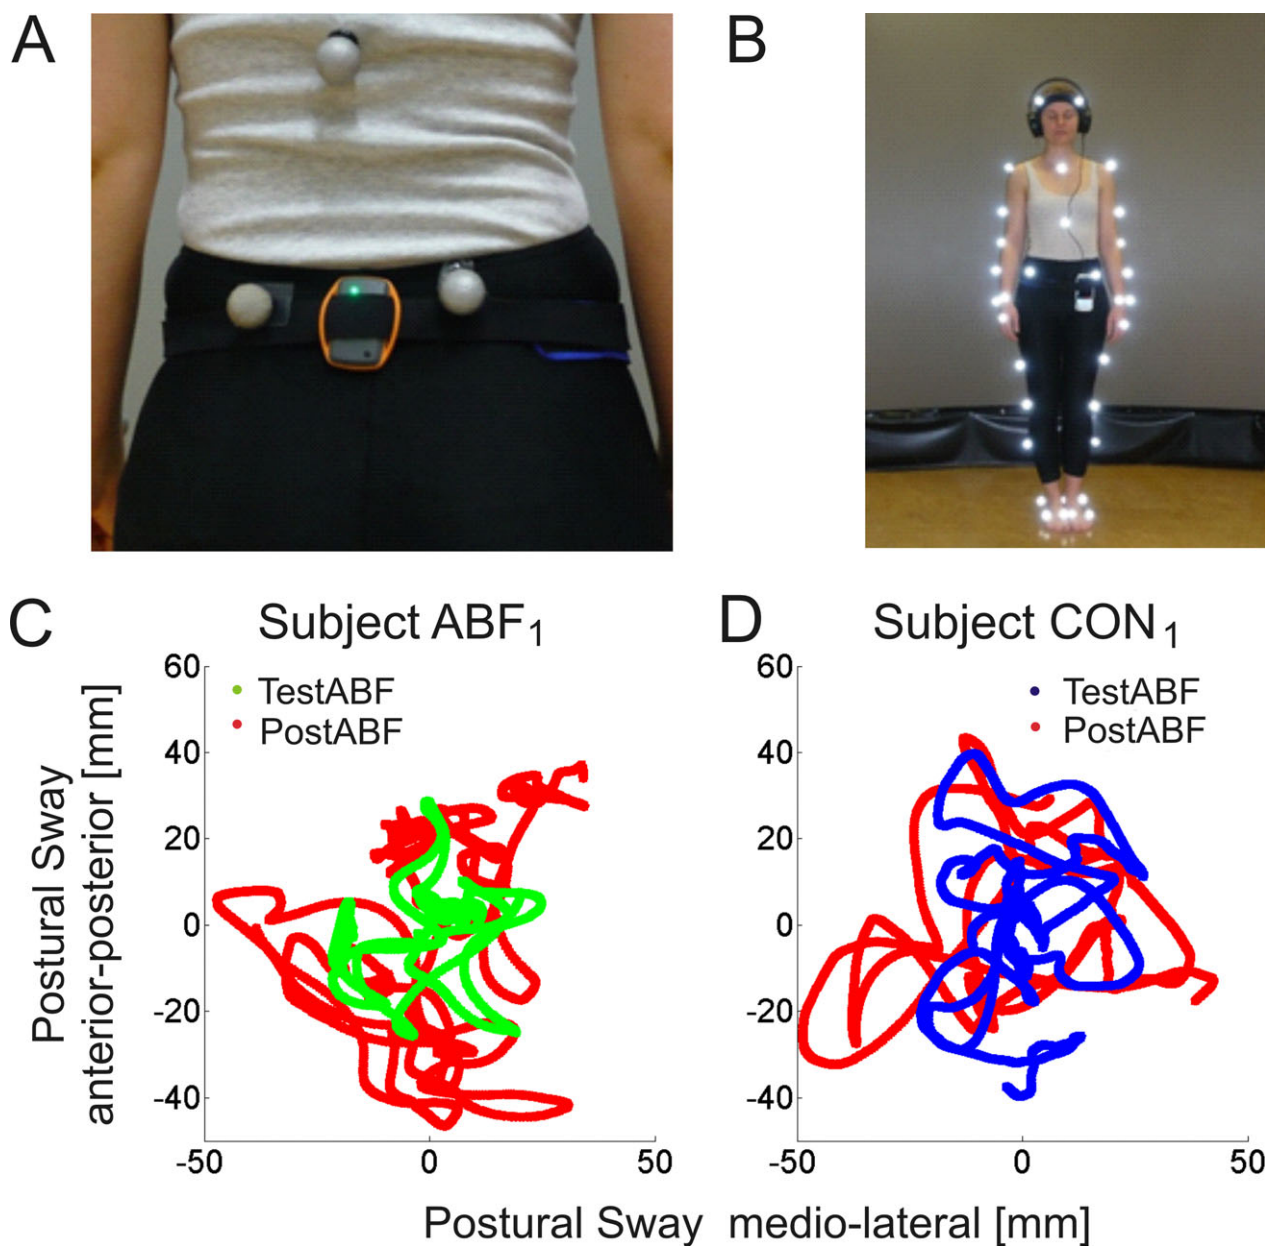 A
B
C
Subject ABF1
D
Subject CON1
60
40
20
0
-20
-40
TestABF
PostABF
-50
0
50
Postural Sway
anterior-posterior [mm]
60
40
20
0
-20
-40
TestABF
PostABF
-50
0
50
Postural Sway medio-lateral [mm]